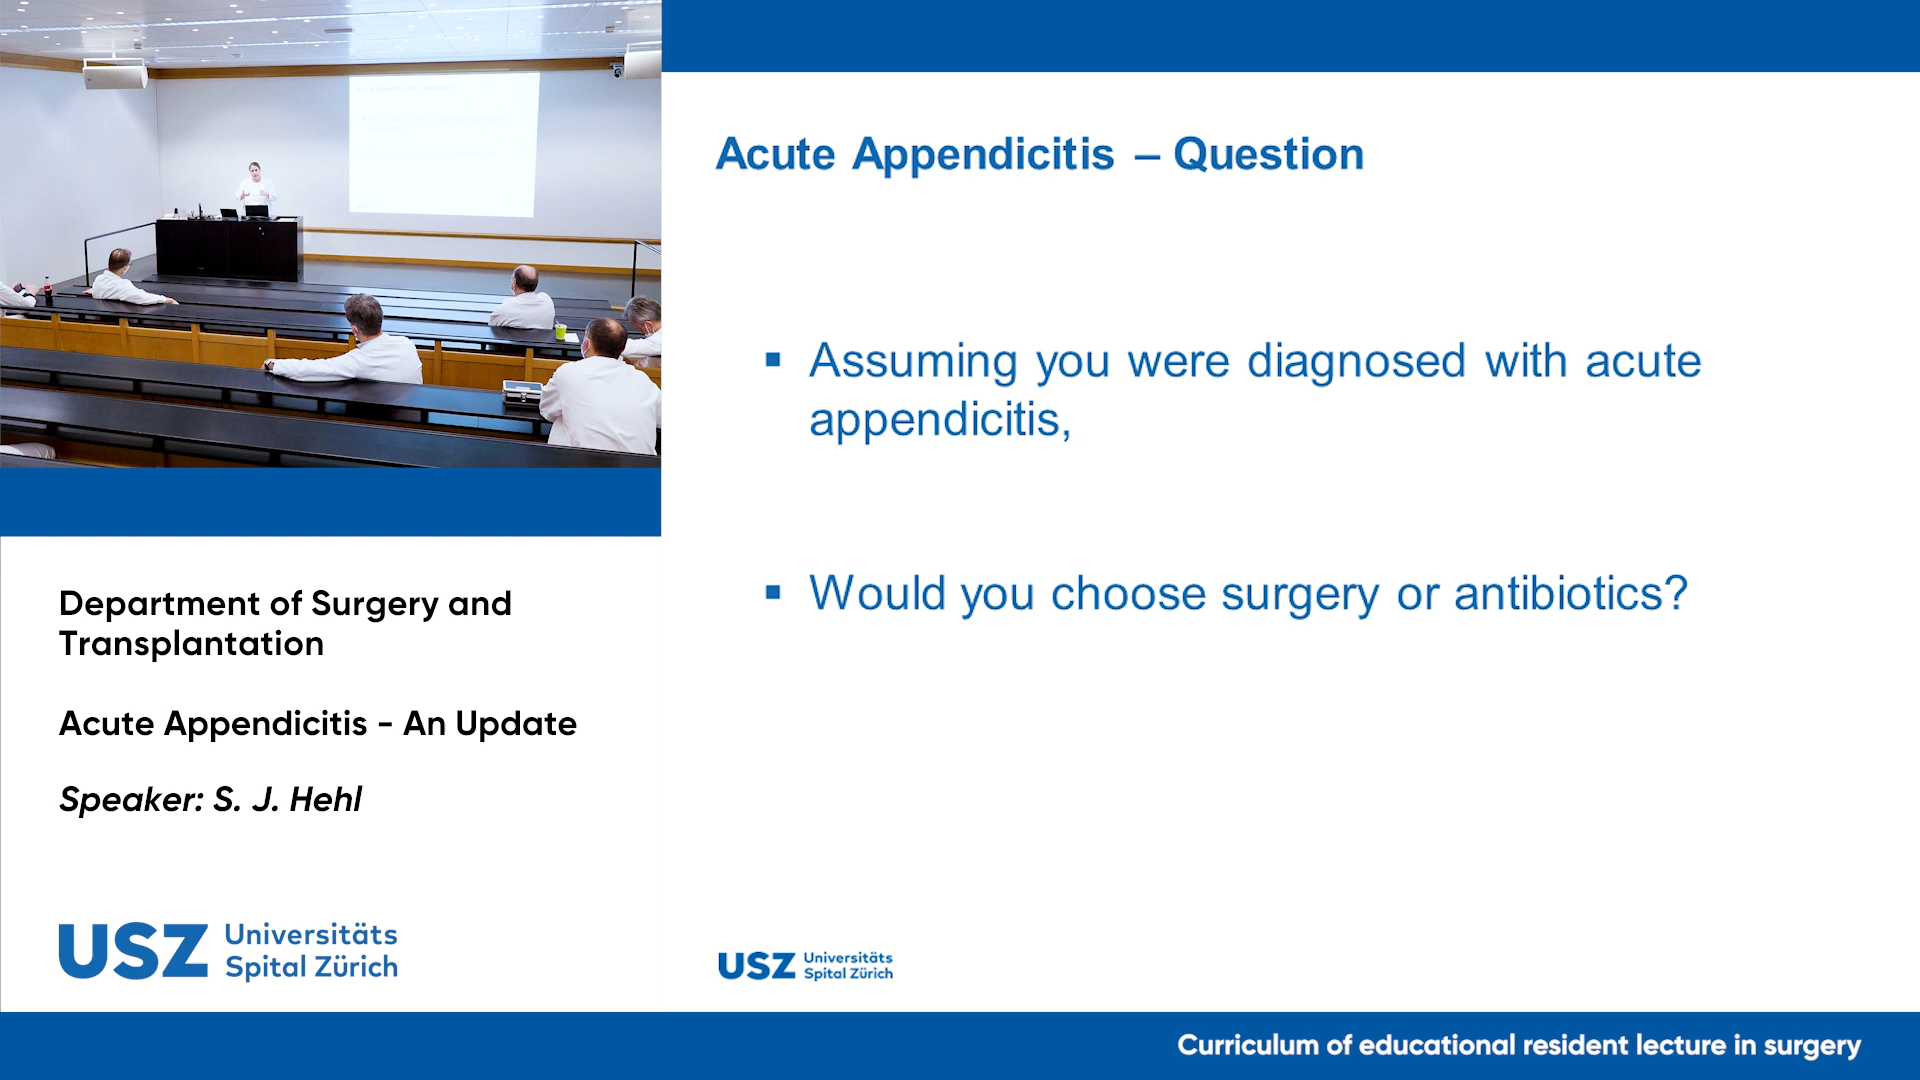 Acute Appendicitis – Question
▪ Assuming you were diagnosed with acute
appendicitis,
▪ Would you choose surgery or antibiotics?
Department of Surgery and
Transplantation
Acute Appendicitis - An Update
Speaker: S. J. Hehl
USZ Universitäts
Spital Zürich
USZ Universitäts
Spital Zürich
Curriculum of educational resident lecture in surgery